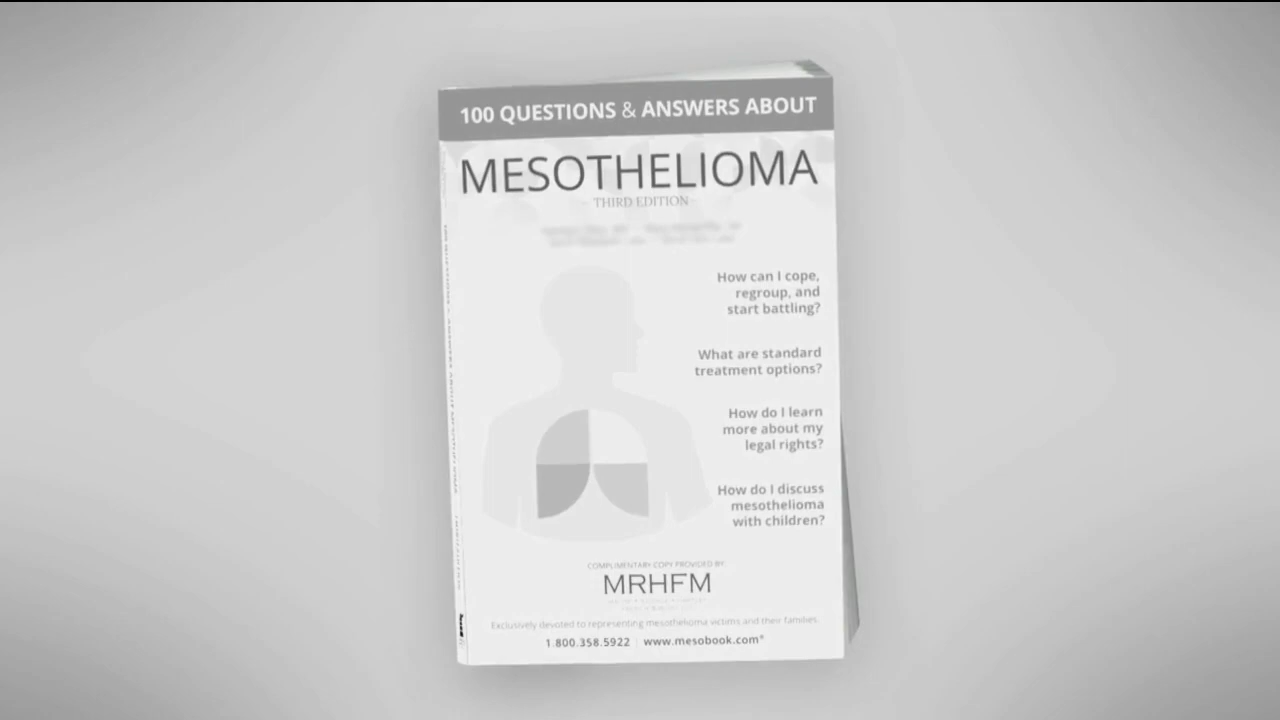 100 QUESTIONS & ANSWERS ABOUT
MESOTHELIOMA
THIRD EDITION
How can I cope,
regroup, and
start battling?
What are standard
treatment options?
How do I learn
more about my
legal rights?
How do I discuss
mesothelioma
with children?
COMPLIMENTARY COPY PROVIDED BY:
MRHFM
Exclusively devoted to representing mesothelioma victims and their families.
1.800.358.5922 | www.mesobook.com®